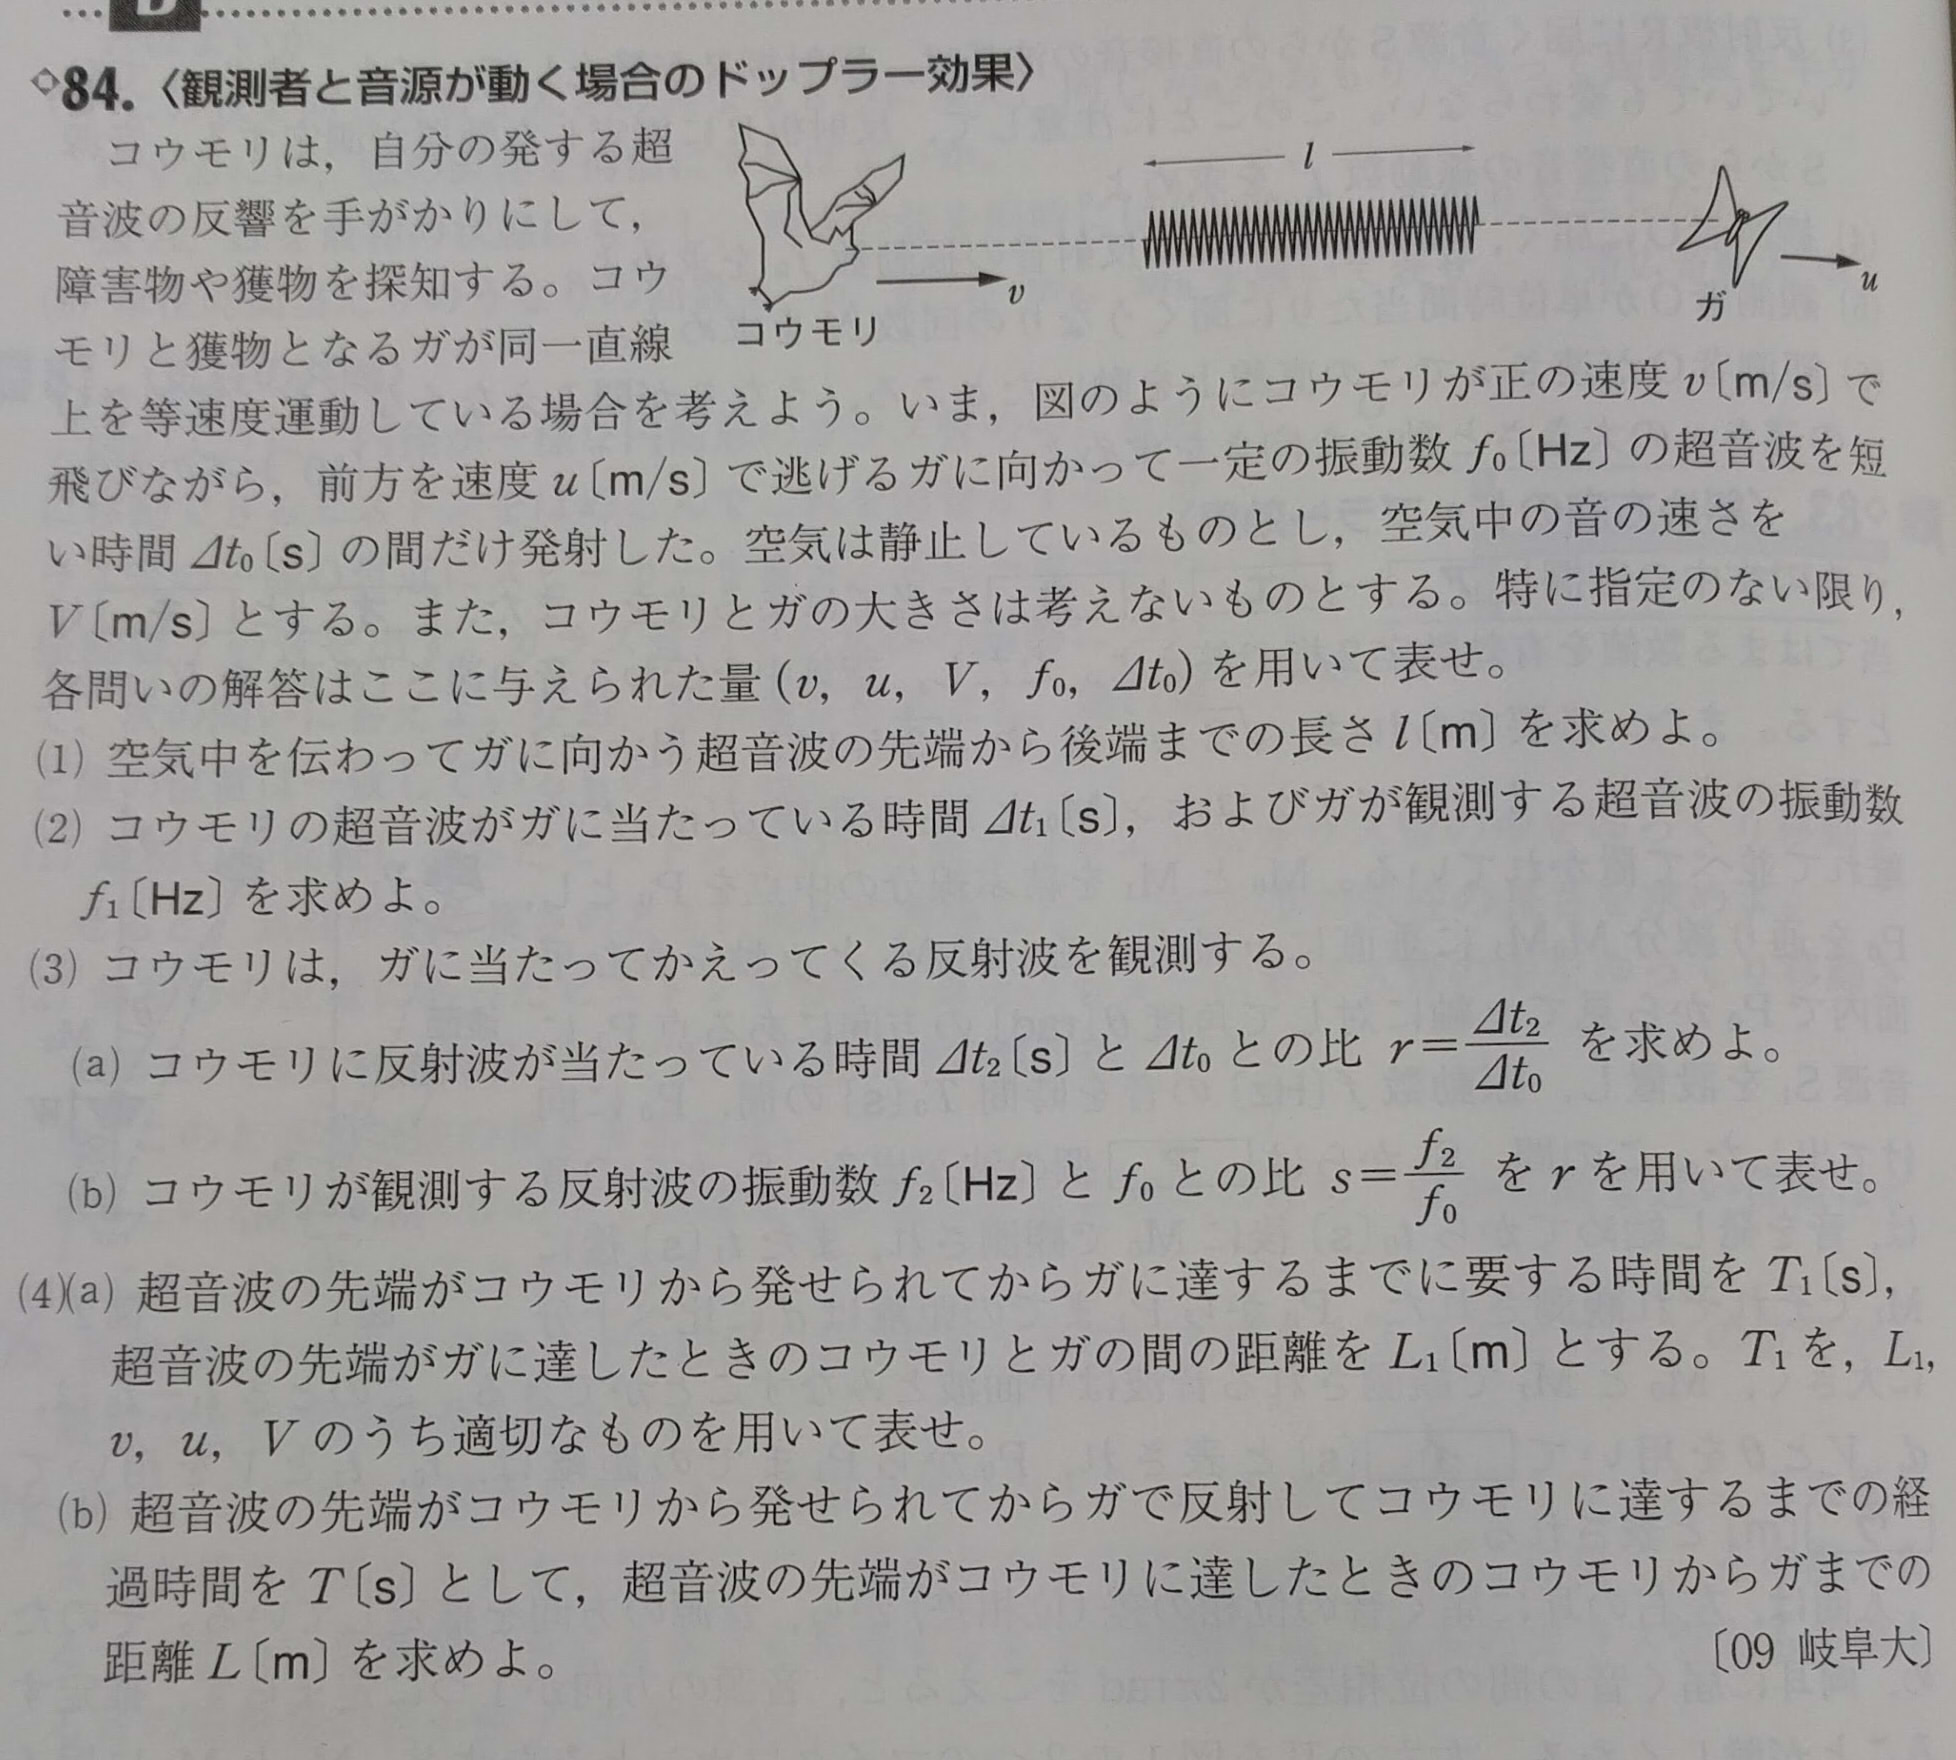 B
84.〈観測者と音源が動く場合のドップラー効果〉
コウモリは，自分の発する超
音波の反響を手がかりにして，
障害物や獲物を探知する。コウ
モリと獲物となるガが同一直線
l
v
u
コウモリ
ガ
上を等速度運動している場合を考えよう。いま，図のようにコウモリが正の速度 v〔m/s〕で
飛びながら，前方を速度 u〔m/s〕で逃げるガに向かって一定の振動数 f₀〔Hz〕の超音波を短
い時間 Δt₀〔s〕の間だけ発射した。空気は静止しているものとし，空気中の音の速さを
V〔m/s〕とする。また，コウモリとガの大きさは考えないものとする。特に指定のない限り，
各問いの解答はここに与えられた量 (v，u，V，f₀，Δt₀) を用いて表せ。
(1) 空気中を伝わってガに向かう超音波の先端から後端までの長さ l〔m〕を求めよ。
(2) コウモリの超音波がガに当たっている時間 Δt₁〔s〕，およびガが観測する超音波の振動数
f₁〔Hz〕を求めよ。
(3) コウモリは，ガに当たってかえってくる反射波を観測する。
(a) コウモリに反射波が当たっている時間 Δt₂〔s〕と Δt₀ との比 r=Δt₂/Δt₀ を求めよ。
(b) コウモリが観測する反射波の振動数 f₂〔Hz〕と f₀ との比 s=f₂/f₀ を r を用いて表せ。
(4)(a) 超音波の先端がコウモリから発せられてからガに達するまでに要する時間を T₁〔s〕，
超音波の先端がガに達したときのコウモリとガの間の距離を L₁〔m〕とする。T₁ を，L₁，
v，u，V のうち適切なものを用いて表せ。
(b) 超音波の先端がコウモリから発せられてからガで反射してコウモリに達するまでの経
過時間を T〔s〕として，超音波の先端がコウモリに達したときのコウモリからガまでの
距離 L〔m〕を求めよ。
〔09 岐阜大〕